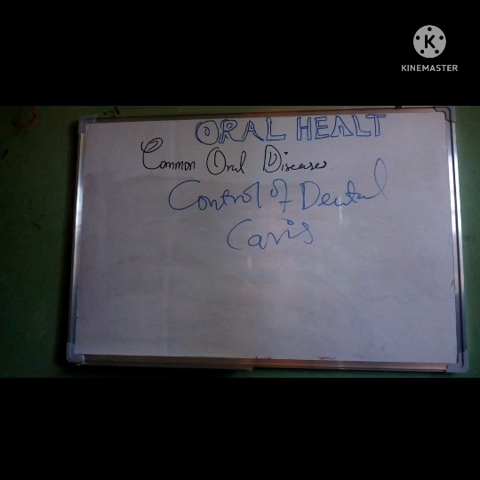 K
KINEMASTER
ORAL HEALT
Common Oral Diseases
Control of Dental
Caris